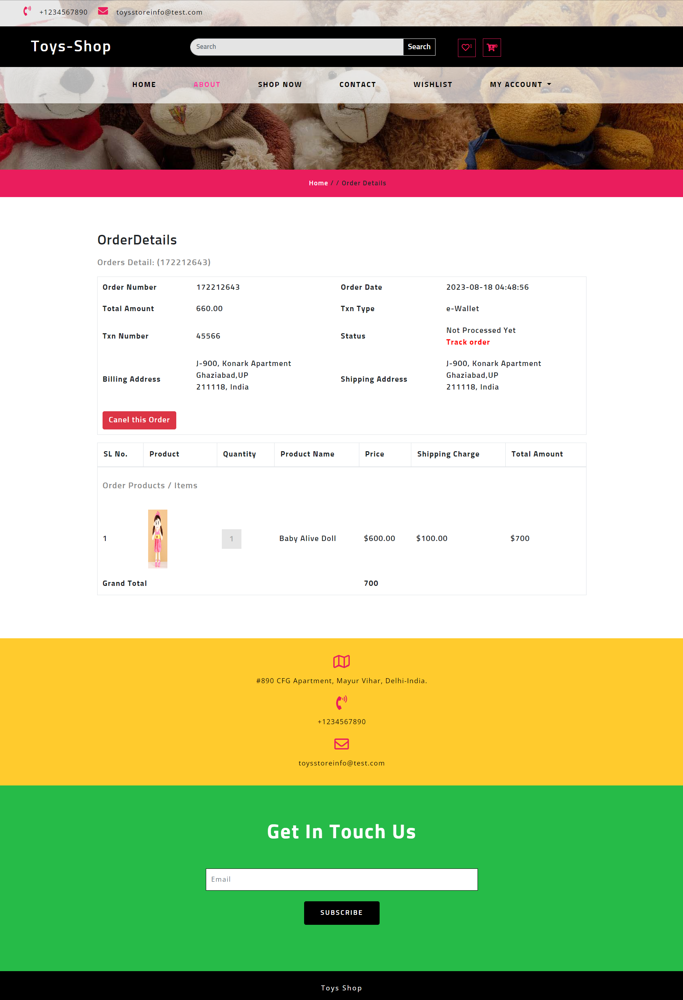 +1234567890 toysstoreinfo@test.com
Toys-Shop Search Search 1 0
HOME ABOUT SHOP NOW CONTACT WISHLIST MY ACCOUNT
Home / / Order Details
OrderDetails
Orders Detail: (172212643)
Order Number 172212643 Order Date 2023-08-18 04:48:56
Total Amount 660.00 Txn Type e-Wallet
Txn Number 45566 Status Not Processed Yet
Track order
Billing Address J-900, Konark Apartment
Ghaziabad,UP
211118, India
Shipping Address J-900, Konark Apartment
Ghaziabad,UP
211118, India
Canel this Order
SL No. Product Quantity Product Name Price Shipping Charge Total Amount
Order Products / Items
1 1 Baby Alive Doll $600.00 $100.00 $700
Grand Total 700
#890 CFG Apartment, Mayur Vihar, Delhi-India.
+1234567890
toysstoreinfo@test.com
Get In Touch Us
Email
SUBSCRIBE
Toys Shop